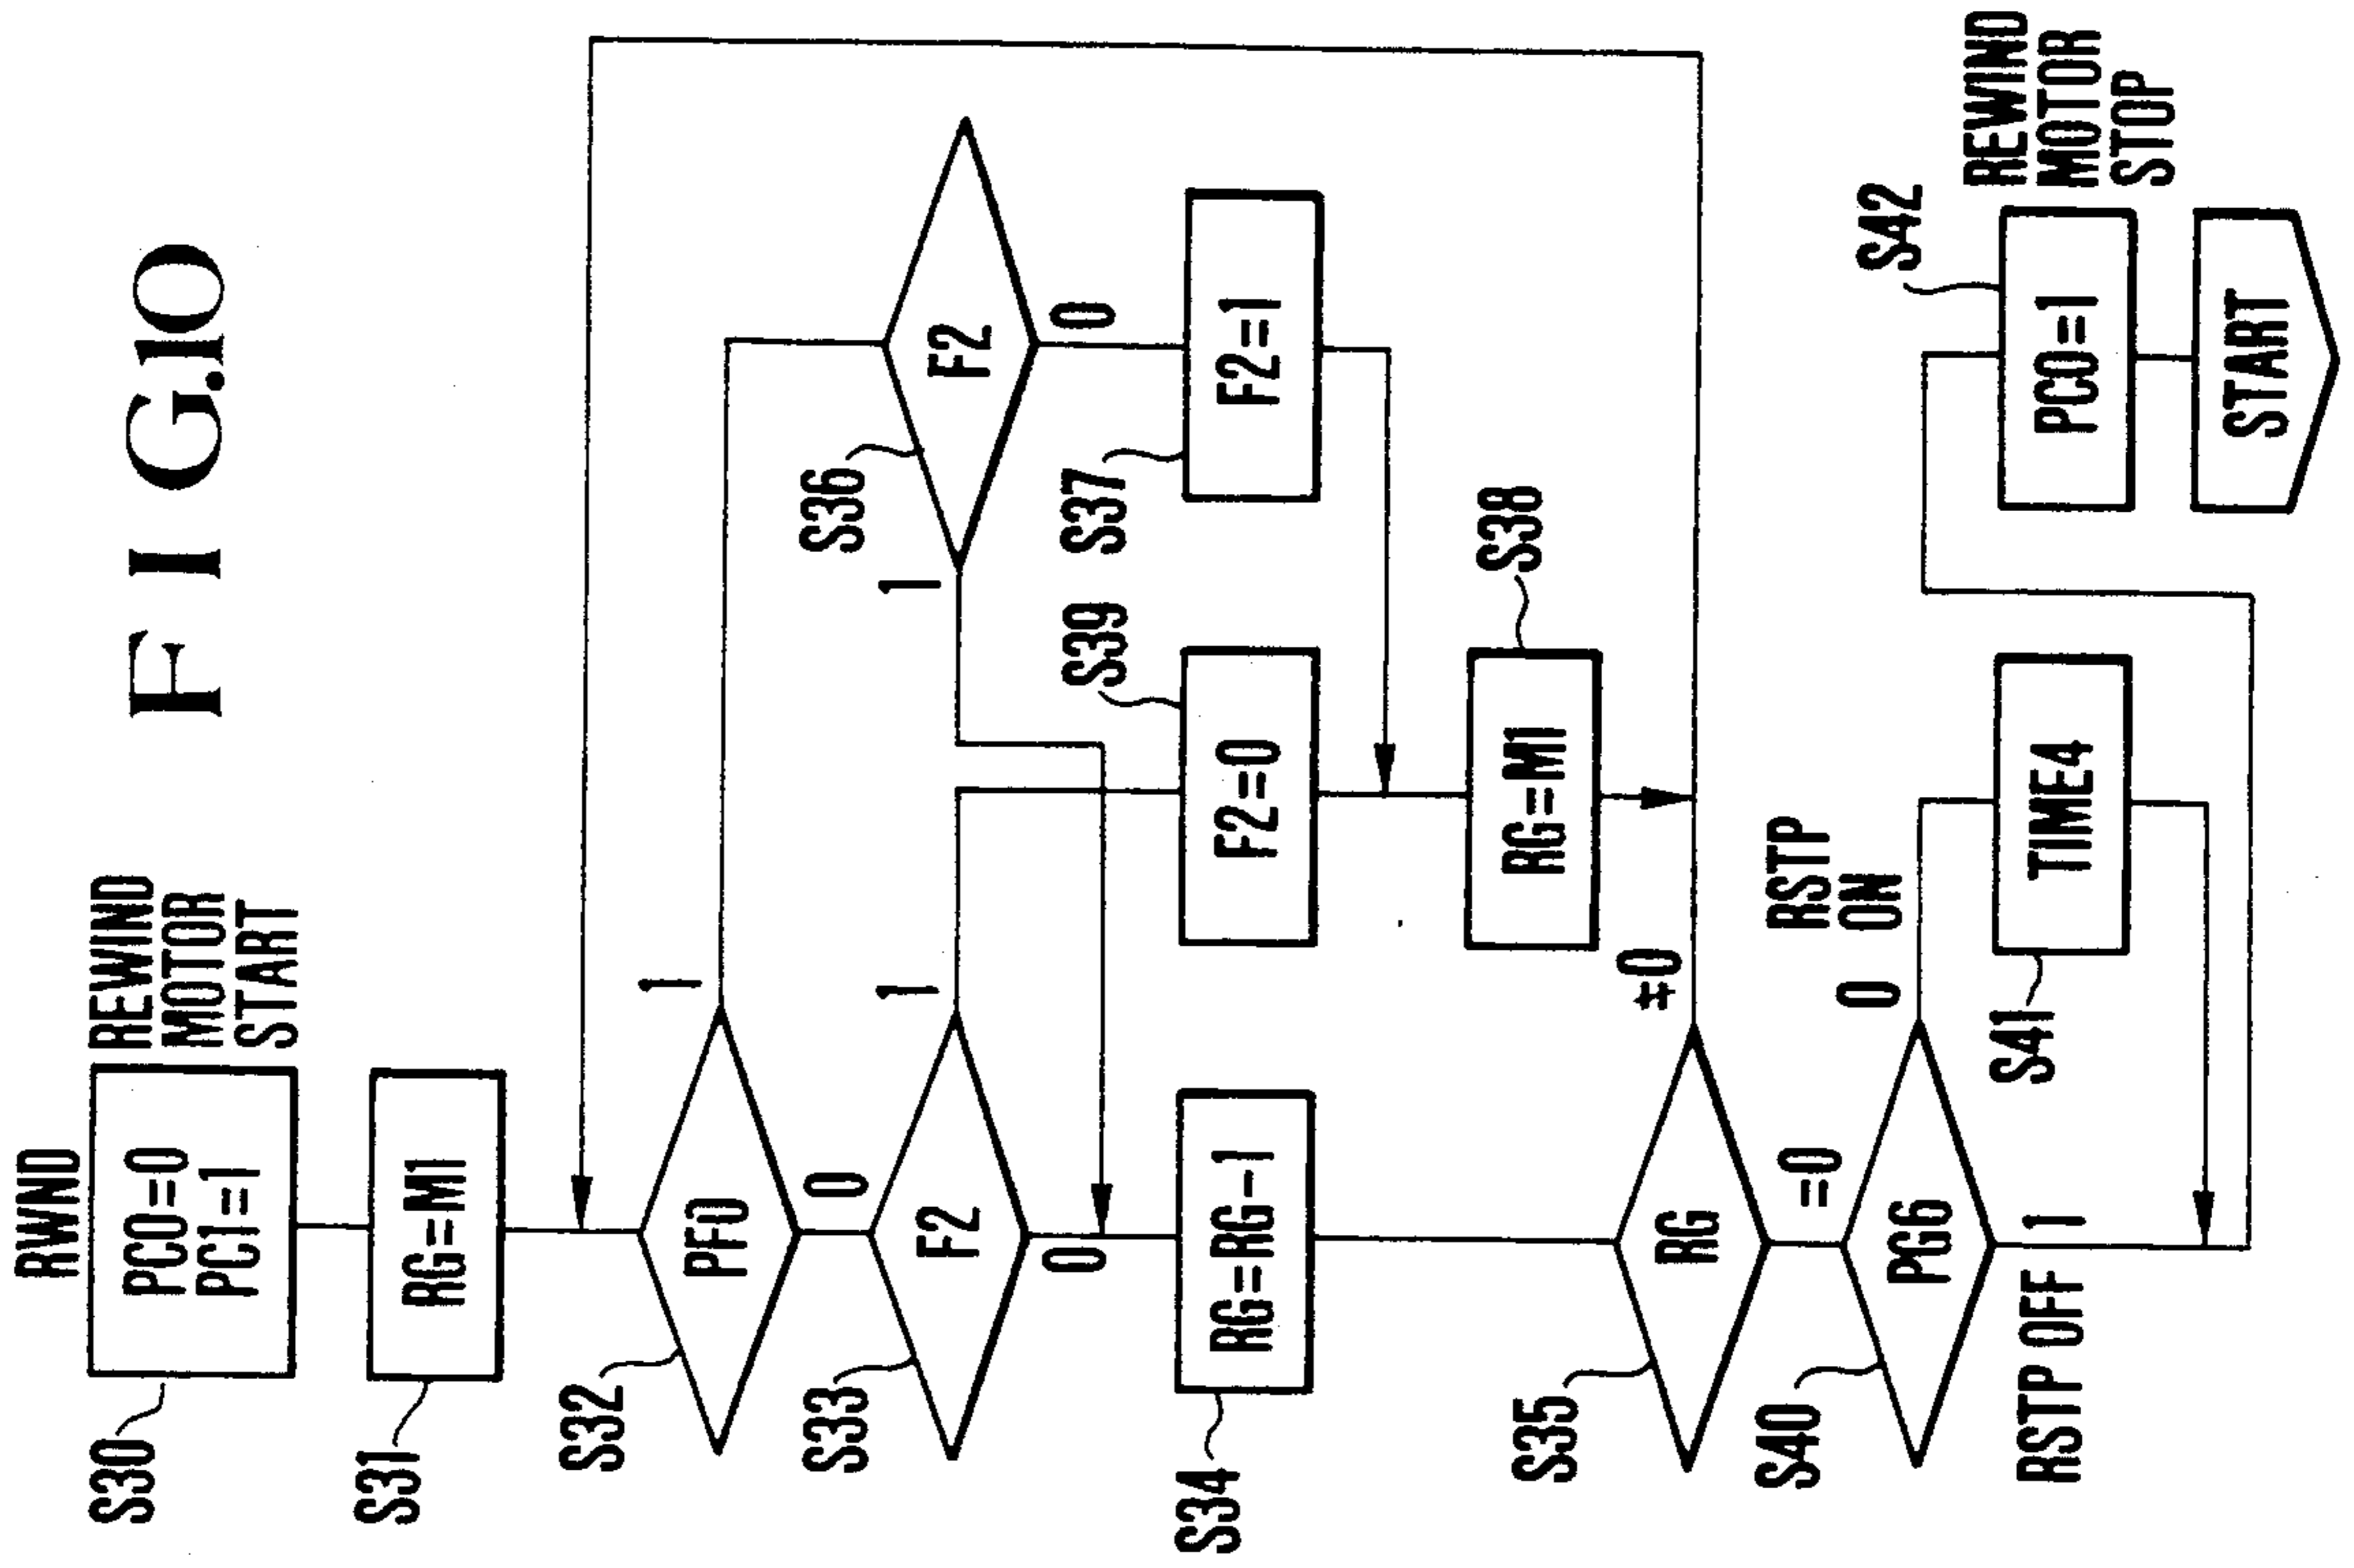 FIG.10
RWND
S30
PC0=0
PC1=1
REWIND
MOTOR
START
S31
RG=M1
S32
PF0
1
0
S33
F2
1
0
S36
F2
1
0
S37
F2=1
S39
F2=0
S34
RG=RG-1
S38
RG=M1
S35
RG
≠0
=0
S40
PG6
0
RSTP
ON
1
RSTP OFF
S41
TIME4
S42
PC0=1
REWIND
MOTOR
STOP
START